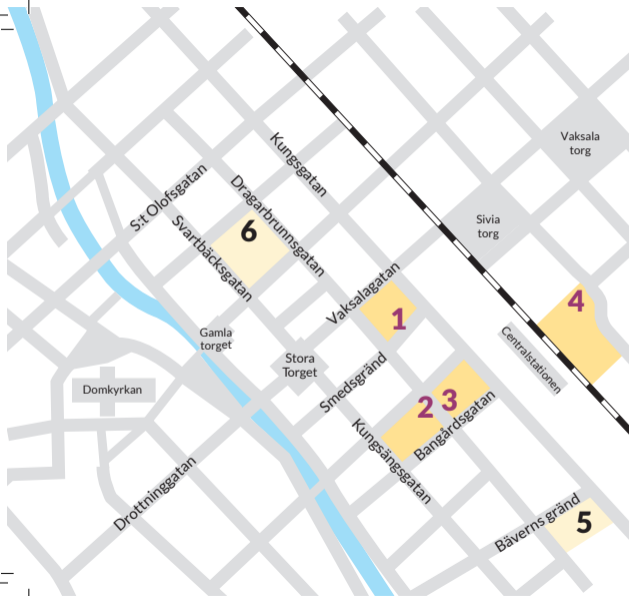 Vaksala
torg
Kungsgatan
S:t Olofsgatan
Dragarbrunnsgatan
Sivia
torg
Svartbäcksgatan
6
Vaksalagatan
4
1
Gamla
torget
Stora
Torget
Centralstationen
Smedsgränd
Domkyrkan
2
3
Bangårdsgatan
Kungsängsgatan
Drottninggatan
Bäverns gränd
5